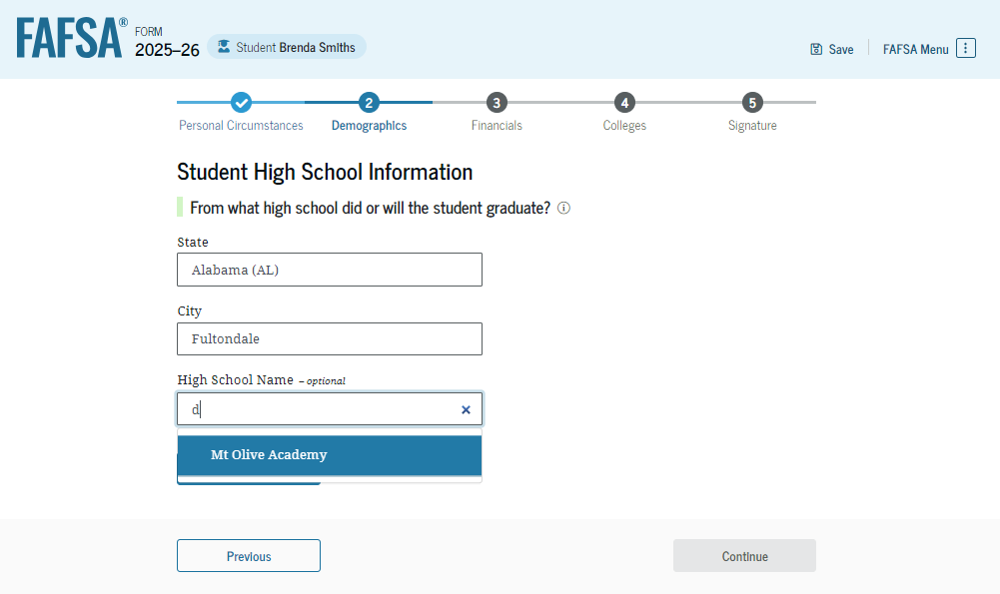 FAFSA® FORM 2025–26 Student Brenda Smiths Save FAFSA Menu
2 3 4 5
Personal Circumstances Demographics Financials Colleges Signature
Student High School Information
From what high school did or will the student graduate?
State
Alabama (AL)
City
Fultondale
High School Name – optional
d
Mt Olive Academy
Previous Continue